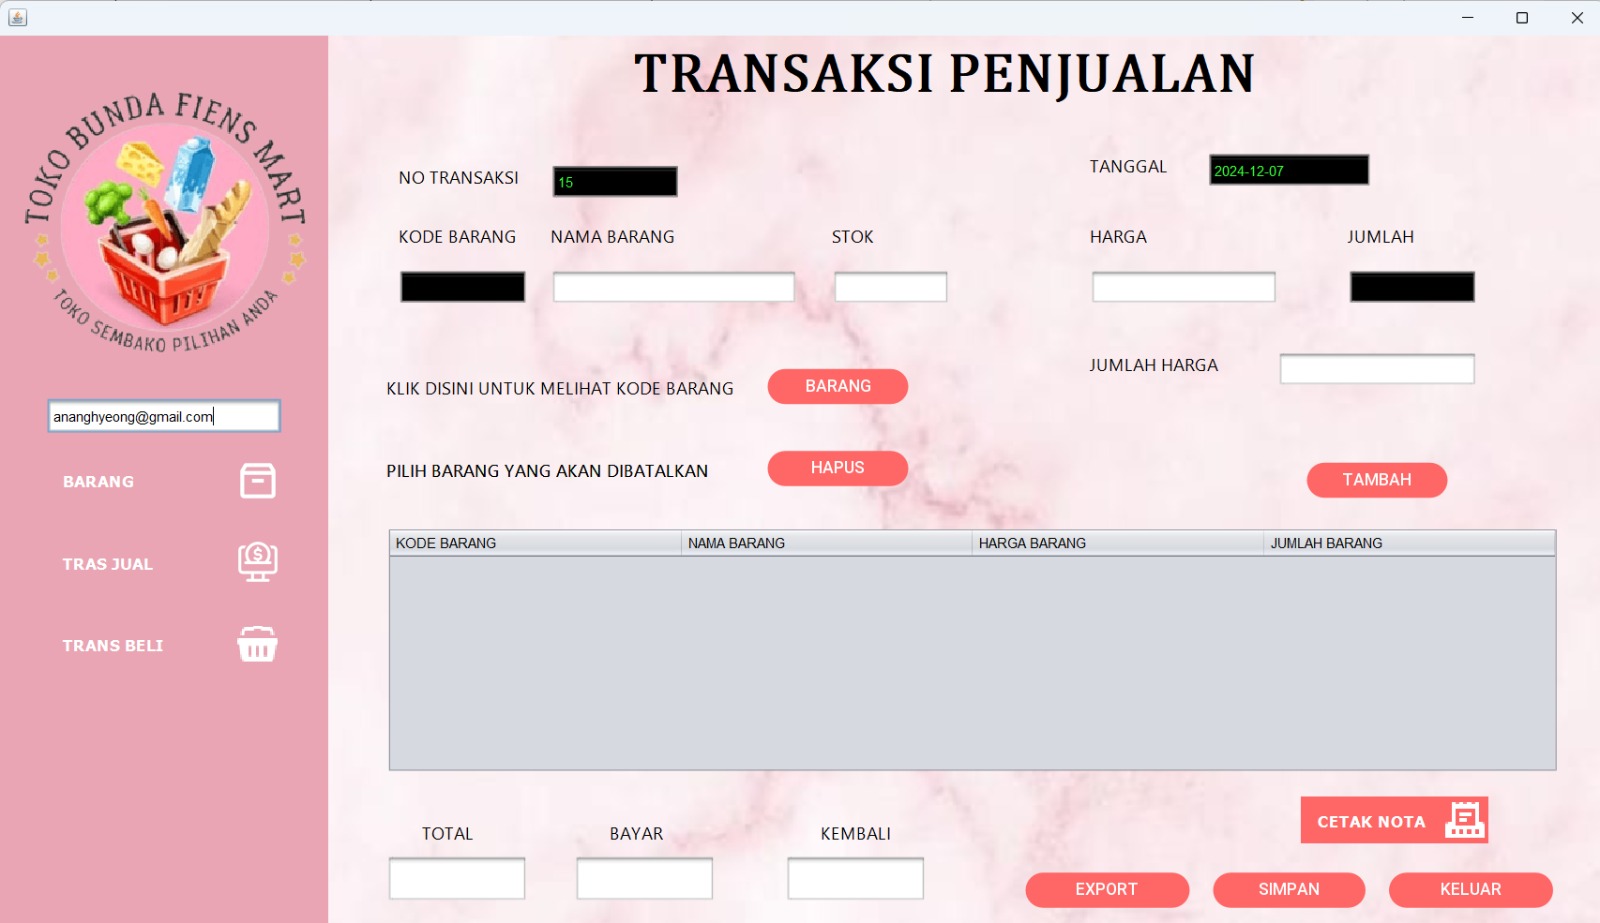 TRANSAKSI PENJUALAN
TOKO BUNDA FIENS MART
TOKO SEMBAKO PILIHAN ANDA
ananghyeong@gmail.com
BARANG
TRAS JUAL
TRANS BELI
NO TRANSAKSI 15
TANGGAL 2024-12-07
KODE BARANG NAMA BARANG STOK HARGA JUMLAH
JUMLAH HARGA
KLIK DISINI UNTUK MELIHAT KODE BARANG BARANG
PILIH BARANG YANG AKAN DIBATALKAN HAPUS
TAMBAH
KODE BARANG NAMA BARANG HARGA BARANG JUMLAH BARANG
CETAK NOTA
TOTAL BAYAR KEMBALI
EXPORT SIMPAN KELUAR